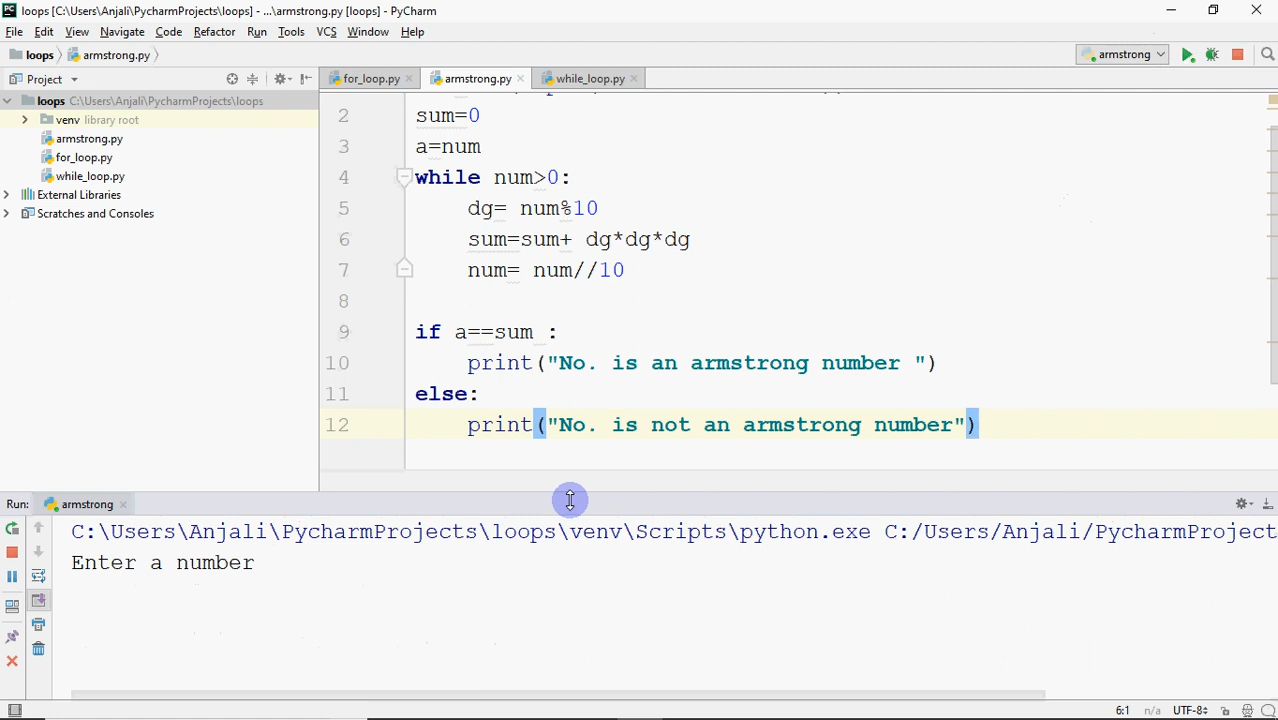 loops [C:\Users\Anjali\PycharmProjects\loops] - ...\armstrong.py [loops] - PyCharm
File Edit View Navigate Code Refactor Run Tools VCS Window Help
loops armstrong.py armstrong
Project for_loop.py armstrong.py while_loop.py
loops C:\Users\Anjali\PycharmProjects\loops
venv library root
armstrong.py
for_loop.py
while_loop.py
External Libraries
Scratches and Consoles
2 sum=0
3 a=num
4 while num>0:
5 dg= num%10
6 sum=sum+ dg*dg*dg
7 num= num//10
8
9 if a==sum :
10 print("No. is an armstrong number ")
11 else:
12 print("No. is not an armstrong number")
Run: armstrong
C:\Users\Anjali\PycharmProjects\loops\venv\Scripts\python.exe C:/Users/Anjali/PycharmProject
Enter a number
6:1 n/a UTF-8